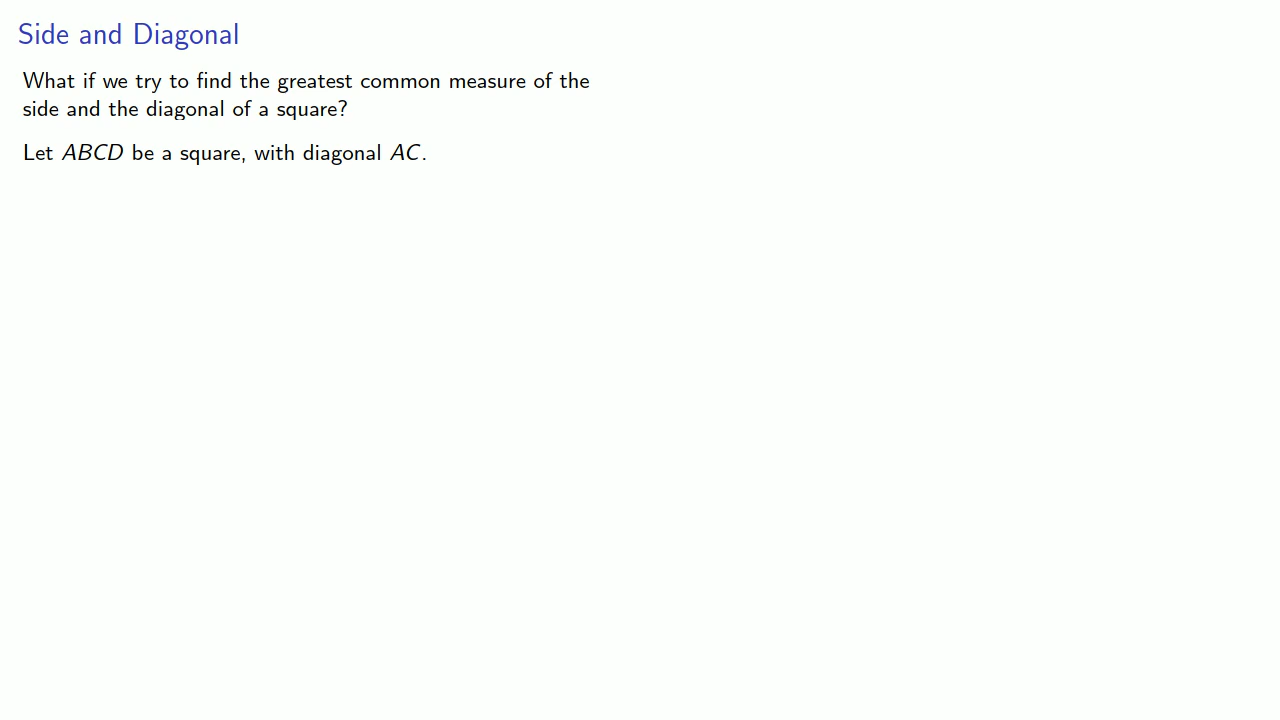 Side and Diagonal
What if we try to find the greatest common measure of the
side and the diagonal of a square?
Let ABCD be a square, with diagonal AC.